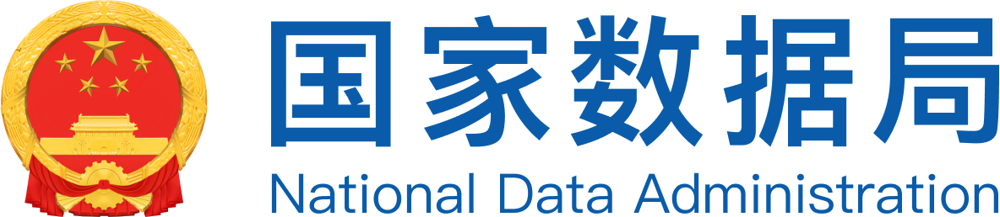 国家数据局
National Data Administration